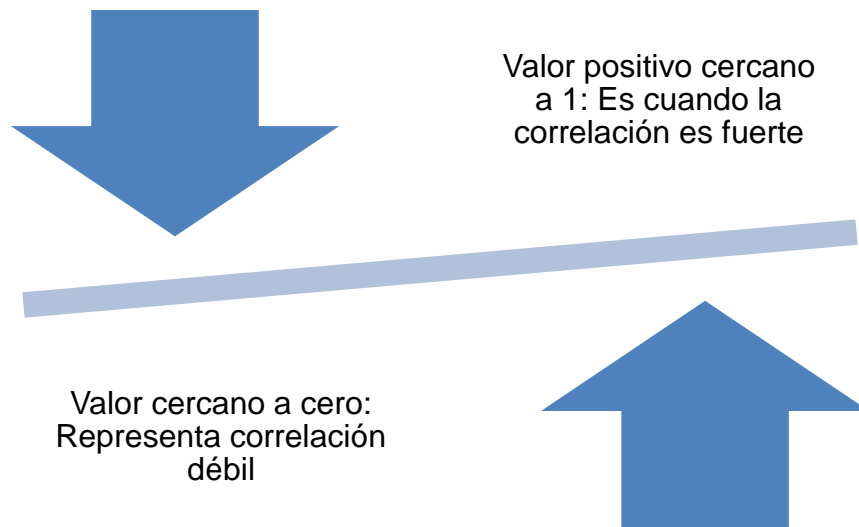 Valor positivo cercano
a 1: Es cuando la
correlación es fuerte
Valor cercano a cero:
Representa correlación
débil